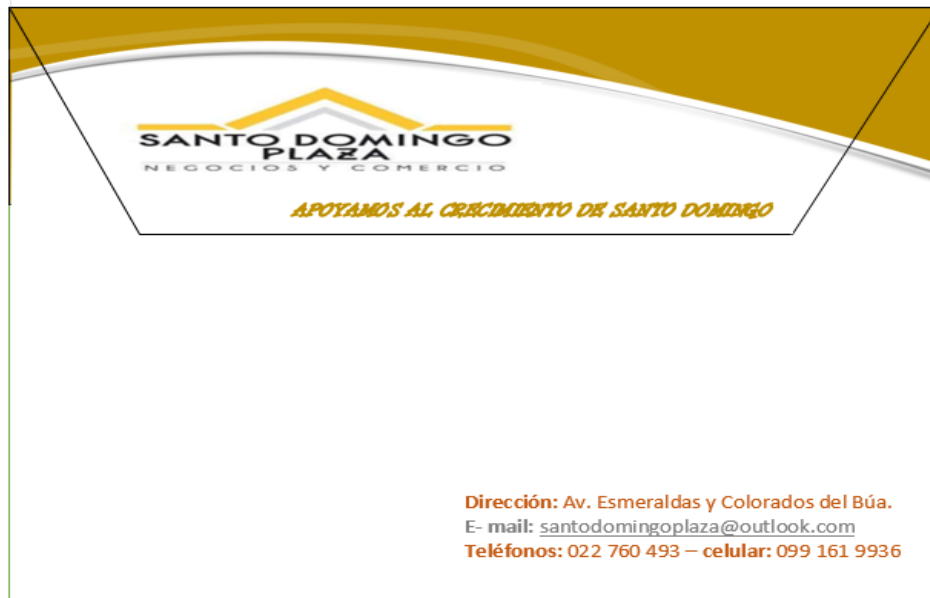 SANTO DOMINGO
PLAZA
NEGOCIOS Y COMERCIO
APOYAMOS AL CRECIMIENTO DE SANTO DOMINGO
Dirección: Av. Esmeraldas y Colorados del Búa.
E- mail: santodomingoplaza@outlook.com
Teléfonos: 022 760 493 – celular: 099 161 9936